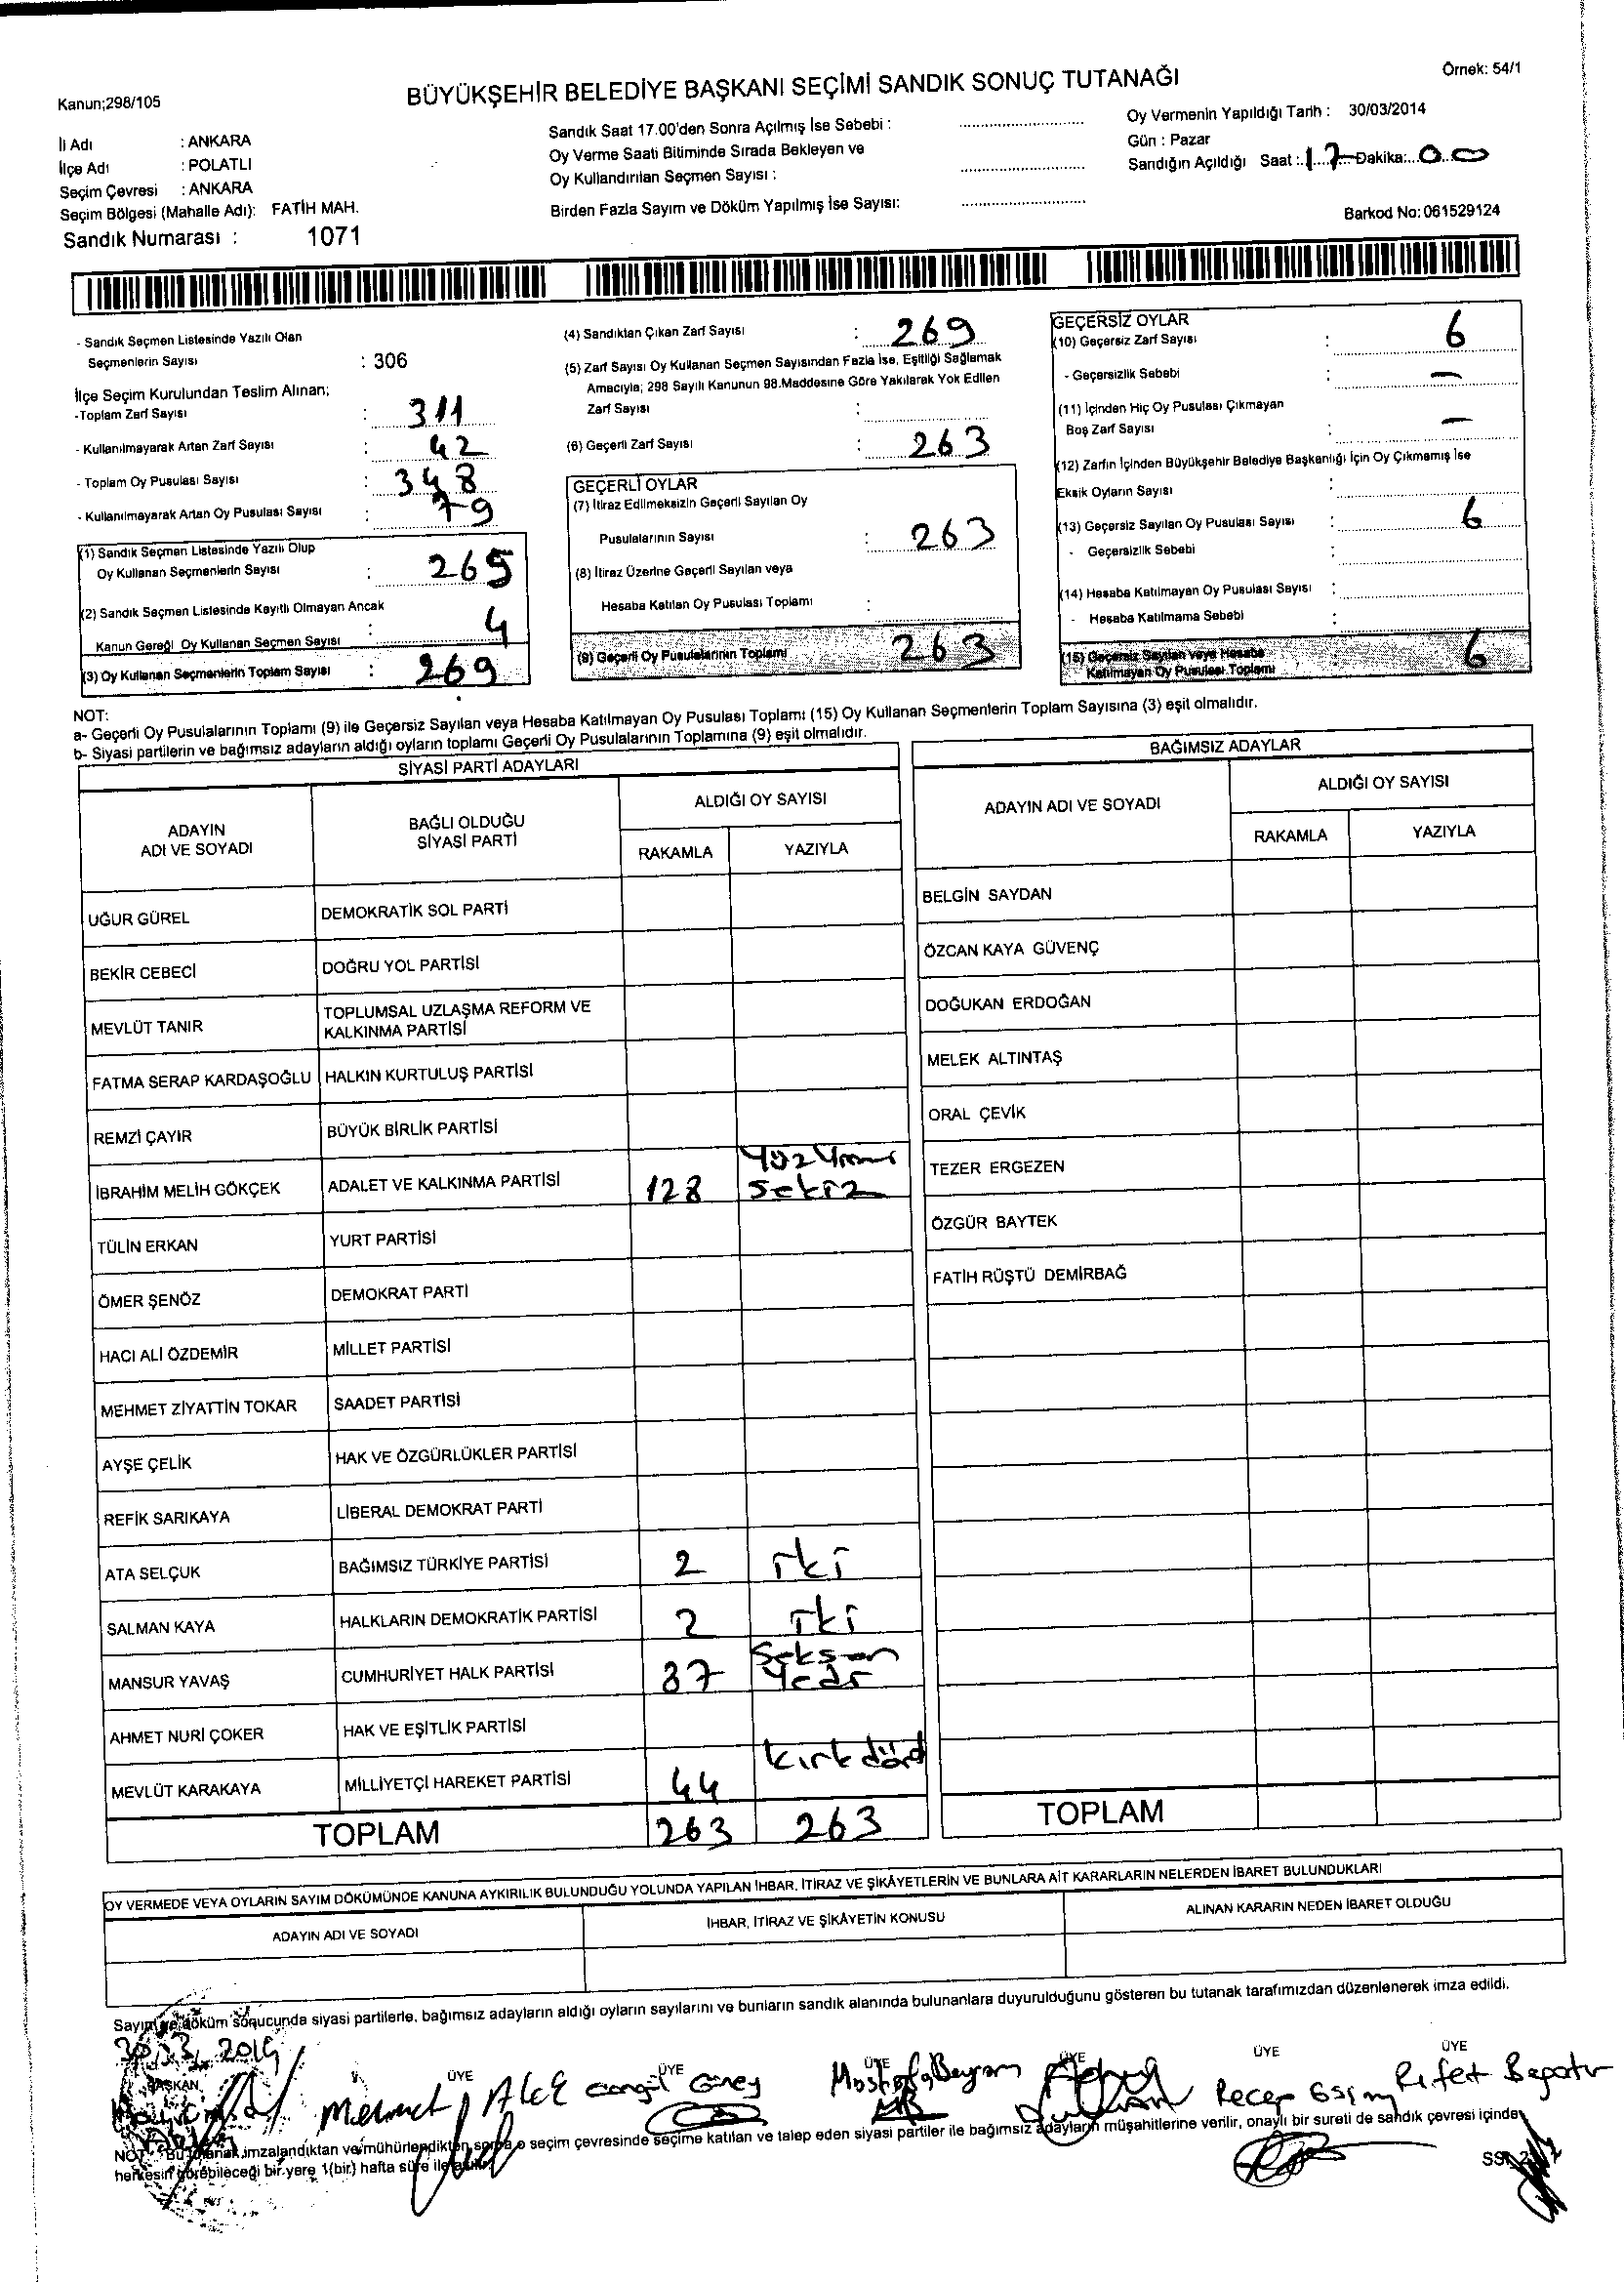 Örnek: 54/1
Kanun;298/105
BÜYÜKŞEHİR BELEDİYE BAŞKANI SEÇİMİ SANDIK SONUÇ TUTANAĞI
İl Adı : ANKARA
İlçe Adı : POLATLI
Seçim Çevresi : ANKARA
Seçim Bölgesi (Mahalle Adı): FATİH MAH.
Sandık Numarası : 1071
Sandık Saat 17.00'den Sonra Açılmış İse Sebebi :
Oy Verme Saati Bitiminde Sırada Bekleyen ve
Oy Kullandırılan Seçmen Sayısı :
Birden Fazla Sayım ve Döküm Yapılmış İse Sayısı:
Oy Vermenin Yapıldığı Tarih : 30/03/2014
Gün : Pazar
Sandığın Açıldığı Saat : 17 Dakika: 00
Barkod No: 061529124
- Sandık Seçmen Listesinde Yazılı Olan
Seçmenlerin Sayısı : 306
İlçe Seçim Kurulundan Teslim Alınan;
-Toplam Zarf Sayısı : 311
- Kullanılmayarak Artan Zarf Sayısı : 42
- Toplam Oy Pusulası Sayısı : 348
- Kullanılmayarak Artan Oy Pusulası Sayısı : 79
(1) Sandık Seçmen Listesinde Yazılı Olup
Oy Kullanan Seçmenlerin Sayısı : 265
(2) Sandık Seçmen Listesinde Kayıtlı Olmayan Ancak
Kanun Gereği Oy Kullanan Seçmen Sayısı : 4
(3) Oy Kullanan Seçmenlerin Toplam Sayısı : 269
(4) Sandıktan Çıkan Zarf Sayısı : 269
(5) Zarf Sayısı Oy Kullanan Seçmen Sayısından Fazla İse, Eşitliği Sağlamak
Amacıyla; 298 Sayılı Kanunun 98.Maddesine Göre Yakılarak Yok Edilen
Zarf Sayısı :
(6) Geçerli Zarf Sayısı : 263
GEÇERLİ OYLAR
(7) İtiraz Edilmeksizin Geçerli Sayılan Oy
Pusulalarının Sayısı : 263
(8) İtiraz Üzerine Geçerli Sayılan veya
Hesaba Katılan Oy Pusulası Toplamı :
(9) Geçerli Oy Pusulalarının Toplamı 263
GEÇERSİZ OYLAR
(10) Geçersiz Zarf Sayısı : 6
- Geçersizlik Sebebi : –
(11) İçinden Hiç Oy Pusulası Çıkmayan
Boş Zarf Sayısı : –
(12) Zarfın İçinden Büyükşehir Belediye Başkanlığı İçin Oy Çıkmamış İse
Eksik Oyların Sayısı :
(13) Geçersiz Sayılan Oy Pusulası Sayısı : 6
- Geçersizlik Sebebi :
(14) Hesaba Katılmayan Oy Pusulası Sayısı :
- Hesaba Katılmama Sebebi :
(15) Geçersiz Sayılan veya Hesaba
Katılmayan Oy Pusulası Toplamı 6
NOT:
a- Geçerli Oy Pusulalarının Toplamı (9) ile Geçersiz Sayılan veya Hesaba Katılmayan Oy Pusulası Toplamı (15) Oy Kullanan Seçmenlerin Toplam Sayısına (3) eşit olmalıdır.
b- Siyasi partilerin ve bağımsız adayların aldığı oyların toplamı Geçerli Oy Pusulalarının Toplamına (9) eşit olmalıdır.
SİYASİ PARTİ ADAYLARI
ADAYIN ADI VE SOYADI
BAĞLI OLDUĞU SİYASİ PARTİ
ALDIĞI OY SAYISI
RAKAMLA YAZIYLA
UĞUR GÜREL DEMOKRATİK SOL PARTİ
BEKİR CEBECİ DOĞRU YOL PARTİSİ
MEVLÜT TANIR TOPLUMSAL UZLAŞMA REFORM VE
KALKINMA PARTİSİ
FATMA SERAP KARDAŞOĞLU HALKIN KURTULUŞ PARTİSİ
REMZİ ÇAYIR BÜYÜK BİRLİK PARTİSİ
İBRAHİM MELİH GÖKÇEK ADALET VE KALKINMA PARTİSİ 128 Yüz Yirmi
sekiz
TÜLİN ERKAN YURT PARTİSİ
ÖMER ŞENÖZ DEMOKRAT PARTİ
HACI ALİ ÖZDEMİR MİLLET PARTİSİ
MEHMET ZİYATTİN TOKAR SAADET PARTİSİ
AYŞE ÇELİK HAK VE ÖZGÜRLÜKLER PARTİSİ
REFİK SARIKAYA LİBERAL DEMOKRAT PARTİ
ATA SELÇUK BAĞIMSIZ TÜRKİYE PARTİSİ 2 iki
SALMAN KAYA HALKLARIN DEMOKRATİK PARTİSİ 2 iki
MANSUR YAVAŞ CUMHURİYET HALK PARTİSİ 87 Seksen
Yedi
AHMET NURİ ÇOKER HAK VE EŞİTLİK PARTİSİ
MEVLÜT KARAKAYA MİLLİYETÇİ HAREKET PARTİSİ 44 kırk dörd
TOPLAM 263 263
BAĞIMSIZ ADAYLAR
ADAYIN ADI VE SOYADI
ALDIĞI OY SAYISI
RAKAMLA YAZIYLA
BELGİN SAYDAN
ÖZCAN KAYA GÜVENÇ
DOĞUKAN ERDOĞAN
MELEK ALTINTAŞ
ORAL ÇEVİK
TEZER ERGEZEN
ÖZGÜR BAYTEK
FATİH RÜŞTÜ DEMİRBAĞ
TOPLAM
OY VERMEDE VEYA OYLARIN SAYIM DÖKÜMÜNDE KANUNA AYKIRILIK BULUNDUĞU YOLUNDA YAPILAN İHBAR, İTİRAZ VE ŞİKÂYETLERİN VE BUNLARA AİT KARARLARIN NELERDEN İBARET BULUNDUKLARI
ADAYIN ADI VE SOYADI İHBAR, İTİRAZ VE ŞİKÂYETİN KONUSU ALINAN KARARIN NEDEN İBARET OLDUĞU
Sayım ve döküm sonucunda siyasi partilerle, bağımsız adayların aldığı oyların sayılarını ve bunların sandık alanında bulunanlara duyurulduğunu gösteren bu tutanak tarafımızdan düzenlenerek imza edildi.
BAŞKAN ÜYE ÜYE ÜYE ÜYE ÜYE ÜYE
Mehmet Güney Mustafa Bayram Recep Rifet
NOT: Bu tutanak imzalandıktan ve mühürlendikten sonra o seçim çevresinde seçime katılan ve talep eden siyasi partiler ile bağımsız adayların müşahitlerine verilir, onaylı bir sureti de sandık çevresi içinde
herkesin görebileceği bir yere 1(bir) hafta süre ile asılır.